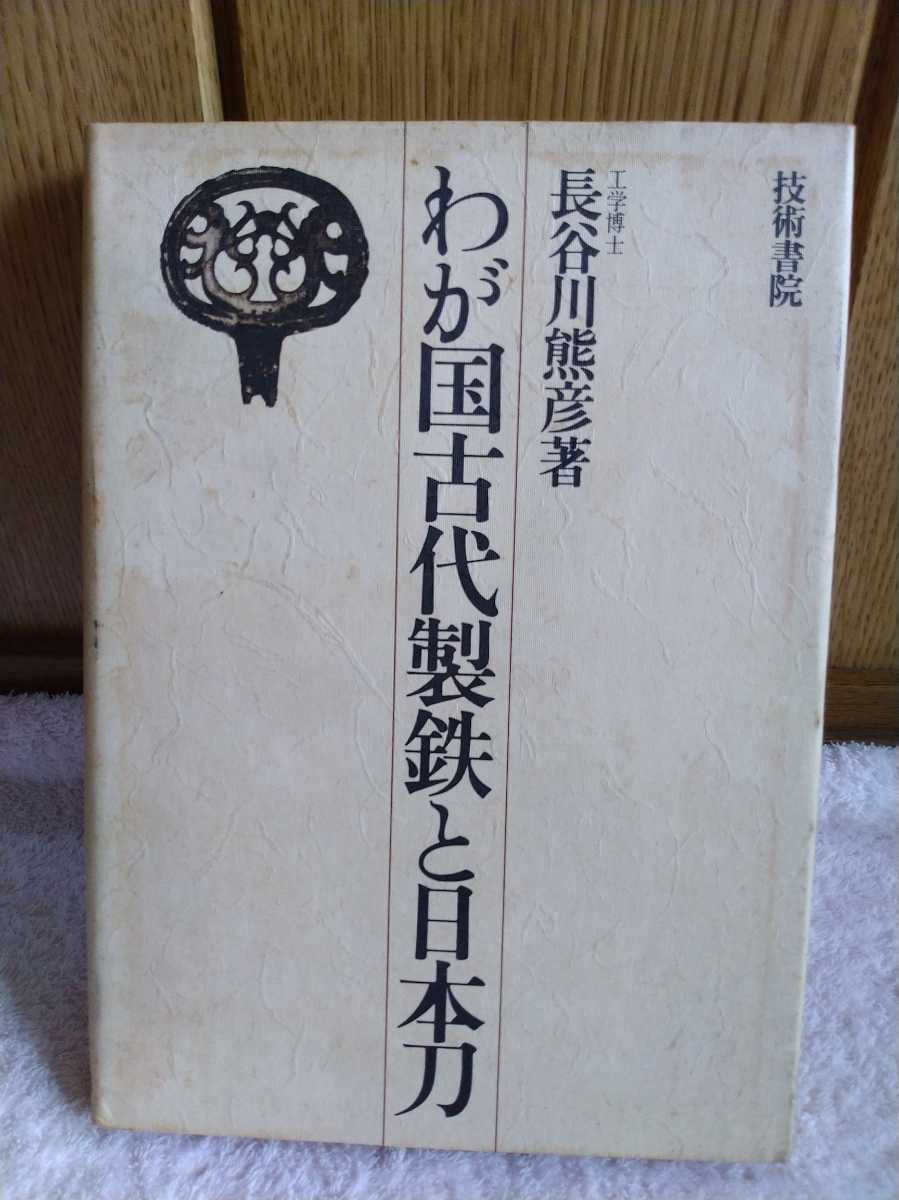 技術書院
工学博士
長谷川熊彦著
わが国古代製鉄と日本刀